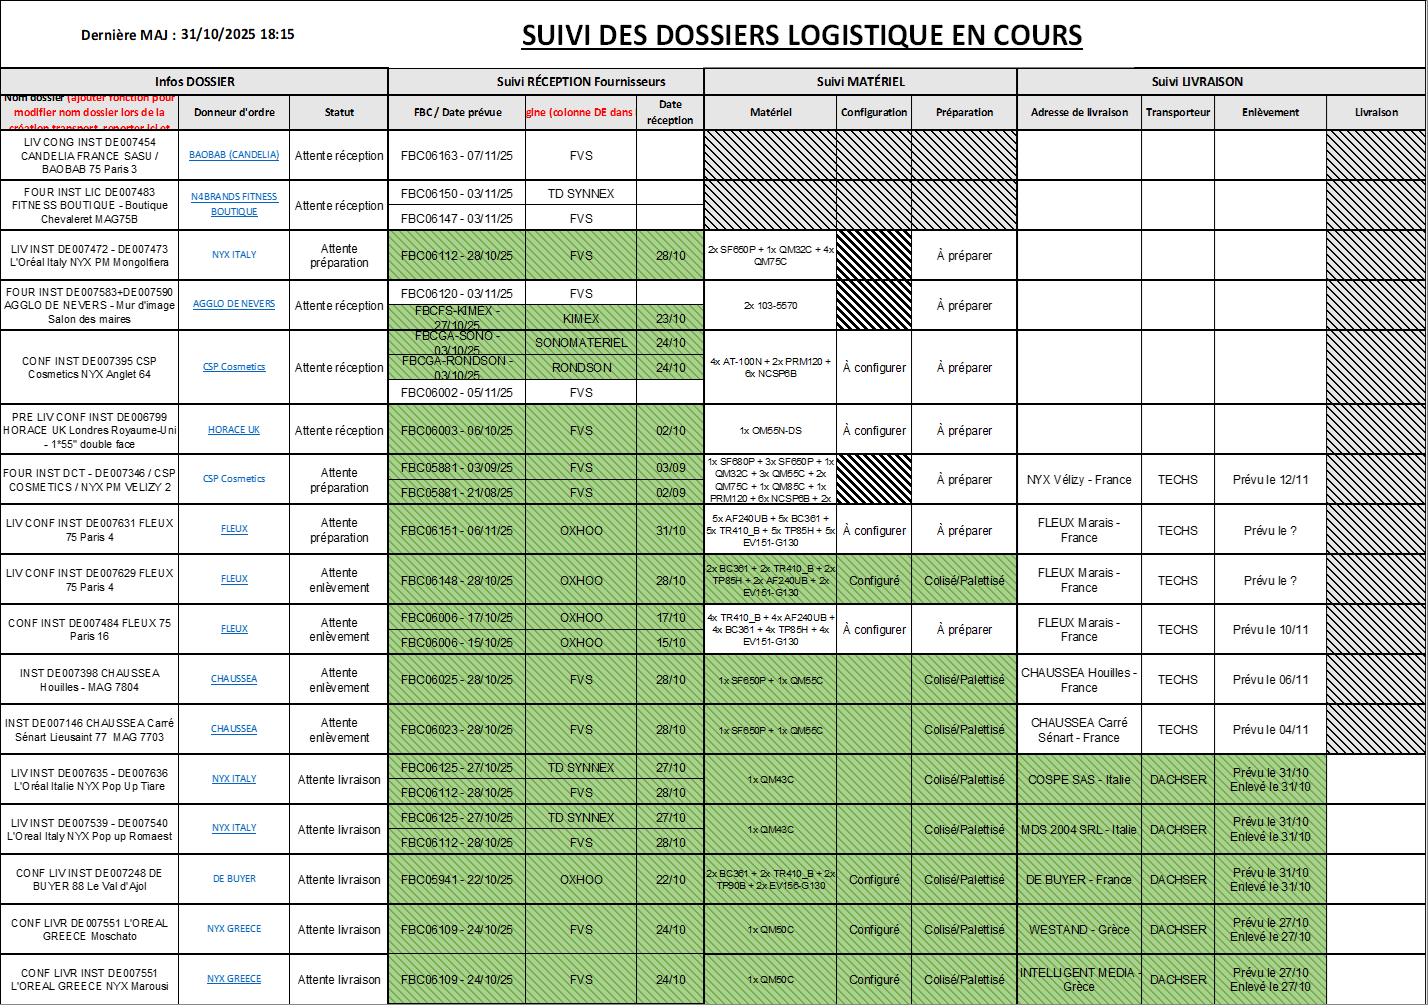 Dernière MAJ : 31/10/2025 18:15
SUIVI DES DOSSIERS LOGISTIQUE EN COURS
Infos DOSSIER
Suivi RÉCEPTION Fournisseurs
Suivi MATÉRIEL
Suivi LIVRAISON
Nom dossier (ajouter fonction pour
modifier nom dossier lors de la
création transport, reporter ici et
Donneur d'ordre
Statut
FBC / Date prévue
gine (colonne DE dans
Date
réception
Matériel
Configuration
Préparation
Adresse de livraison
Transporteur
Enlèvement
Livraison
LIV CONG INST DE007454
CANDELIA FRANCE SASU /
BAOBAB 75 Paris 3
BAOBAB (CANDELIA)
Attente réception
FBC06163 - 07/11/25
FVS
FOUR INST LIC DE007483
FITNESS BOUTIQUE - Boutique
Chevaleret MAG75B
N4BRANDS FITNESS
BOUTIQUE
Attente réception
FBC06150 - 03/11/25
TD SYNNEX
FBC06147 - 03/11/25
FVS
LIV INST DE007472 - DE007473
L'Oréal Italy NYX PM Mongolfiera
NYX ITALY
Attente
préparation
FBC06112 - 28/10/25
FVS
28/10
2x SF650P + 1x QM32C + 4x
QM75C
À préparer
FOUR INST DE007583+DE007590
AGGLO DE NEVERS - Mur d'image
Salon des maires
AGGLO DE NEVERS
Attente réception
FBC06120 - 03/11/25
FVS
FBCFS-KIMEX -
27/10/25
KIMEX
23/10
2x 103-5570
À préparer
CONF INST DE007395 CSP
Cosmetics NYX Anglet 64
CSP Cosmetics
Attente réception
FBCGA-SONO -
03/10/25
SONOMATERIEL
24/10
FBCGA-RONDSON -
03/10/25
RONDSON
24/10
FBC06002 - 05/11/25
FVS
4x AT-100N + 2x PRM120 +
6x NCSP6B
À configurer
À préparer
PRE LIV CONF INST DE006799
HORACE UK Londres Royaume-Uni
- 1*55" double face
HORACE UK
Attente réception
FBC06003 - 06/10/25
FVS
02/10
1x OM55N-DS
À configurer
À préparer
FOUR INST DCT - DE007346 / CSP
COSMETICS / NYX PM VELIZY 2
CSP Cosmetics
Attente
préparation
FBC05881 - 03/09/25
FVS
03/09
FBC05881 - 21/08/25
FVS
02/09
1x SF680P + 3x SF650P + 1x
QM32C + 3x QM55C + 2x
QM75C + 1x QM85C + 1x
PRM120 + 6x NCSP6B + 2x
À préparer
NYX Vélizy - France
TECHS
Prévu le 12/11
LIV CONF INST DE007631 FLEUX
75 Paris 4
FLEUX
Attente
préparation
FBC06151 - 06/11/25
OXHOO
31/10
5x AF240UB + 5x BC361 +
5x TR410_B + 5x TP85H + 5x
EV151-G130
À configurer
À préparer
FLEUX Marais -
France
TECHS
Prévu le ?
LIV CONF INST DE007629 FLEUX
75 Paris 4
FLEUX
Attente
enlèvement
FBC06148 - 28/10/25
OXHOO
28/10
2x BC361 + 2x TR410_B + 2x
TP85H + 2x AF240UB + 2x
EV151-G130
Configuré
Colisé/Palettisé
FLEUX Marais -
France
TECHS
Prévu le ?
CONF INST DE007484 FLEUX 75
Paris 16
FLEUX
Attente
enlèvement
FBC06006 - 17/10/25
OXHOO
17/10
FBC06006 - 15/10/25
OXHOO
15/10
4x TR410_B + 4x AF240UB +
4x BC361 + 4x TP85H + 4x
EV151-G130
À configurer
À préparer
FLEUX Marais -
France
TECHS
Prévu le 10/11
INST DE007398 CHAUSSEA
Houilles - MAG 7804
CHAUSSEA
Attente
enlèvement
FBC06025 - 28/10/25
FVS
28/10
1x SF650P + 1x QM55C
Colisé/Palettisé
CHAUSSEA Houilles -
France
TECHS
Prévu le 06/11
INST DE007146 CHAUSSEA Carré
Sénart Lieusaint 77 MAG 7703
CHAUSSEA
Attente
enlèvement
FBC06023 - 28/10/25
FVS
28/10
1x SF650P + 1x QM55C
Colisé/Palettisé
CHAUSSEA Carré
Sénart - France
TECHS
Prévu le 04/11
LIV INST DE007635 - DE007636
L'Oréal Italie NYX Pop Up Tiare
NYX ITALY
Attente livraison
FBC06125 - 27/10/25
TD SYNNEX
27/10
FBC06112 - 28/10/25
FVS
28/10
1x QM43C
Colisé/Palettisé
COSPE SAS - Italie
DACHSER
Prévu le 31/10
Enlevé le 31/10
LIV INST DE007539 - DE007540
L'Oreal Italy NYX Pop up Romaest
NYX ITALY
Attente livraison
FBC06125 - 27/10/25
TD SYNNEX
27/10
FBC06112 - 28/10/25
FVS
28/10
1x QM43C
Colisé/Palettisé
MDS 2004 SRL - Italie
DACHSER
Prévu le 31/10
Enlevé le 31/10
CONF LIV INST DE007248 DE
BUYER 88 Le Val d'Ajol
DE BUYER
Attente livraison
FBC05941 - 22/10/25
OXHOO
22/10
2x BC361 + 2x TR410_B + 2x
TP90B + 2x EV156-G130
Configuré
Colisé/Palettisé
DE BUYER - France
DACHSER
Prévu le 31/10
Enlevé le 31/10
CONF LIVR DE007551 L'OREAL
GREECE Moschato
NYX GREECE
Attente livraison
FBC06109 - 24/10/25
FVS
24/10
1x QM50C
Configuré
Colisé/Palettisé
WESTAND - Grèce
DACHSER
Prévu le 27/10
Enlevé le 27/10
CONF LIVR INST DE007551
L'OREAL GREECE NYX Marousi
NYX GREECE
Attente livraison
FBC06109 - 24/10/25
FVS
24/10
1x QM50C
Configuré
Colisé/Palettisé
INTELLIGENT MEDIA -
Grèce
DACHSER
Prévu le 27/10
Enlevé le 27/10